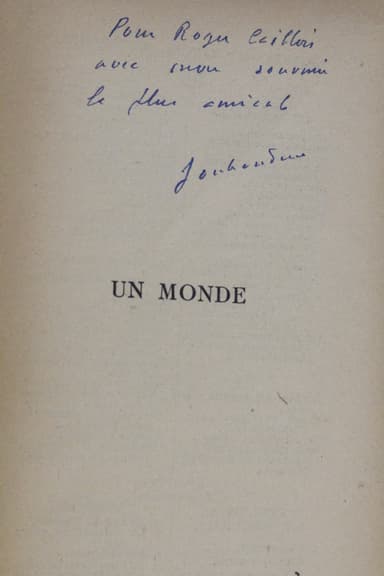 Pour Roger Caillois
avec mon souvenir
le plus amical
Jouhandeau
UN MONDE